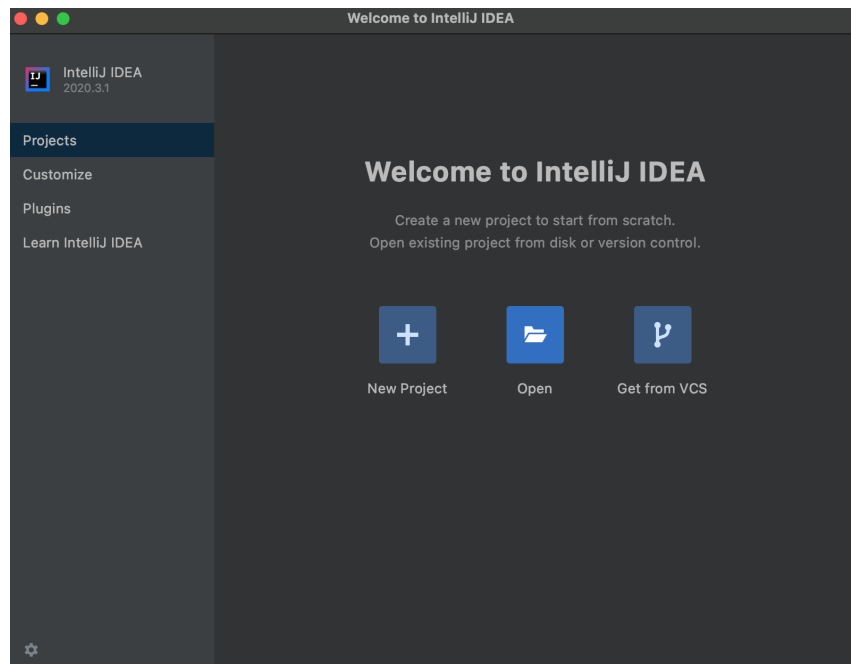 Welcome to IntelliJ IDEA
IJ
IntelliJ IDEA
2020.3.1
Projects
Customize
Plugins
Learn IntelliJ IDEA
Welcome to IntelliJ IDEA
Create a new project to start from scratch.
Open existing project from disk or version control.
New Project
Open
Get from VCS